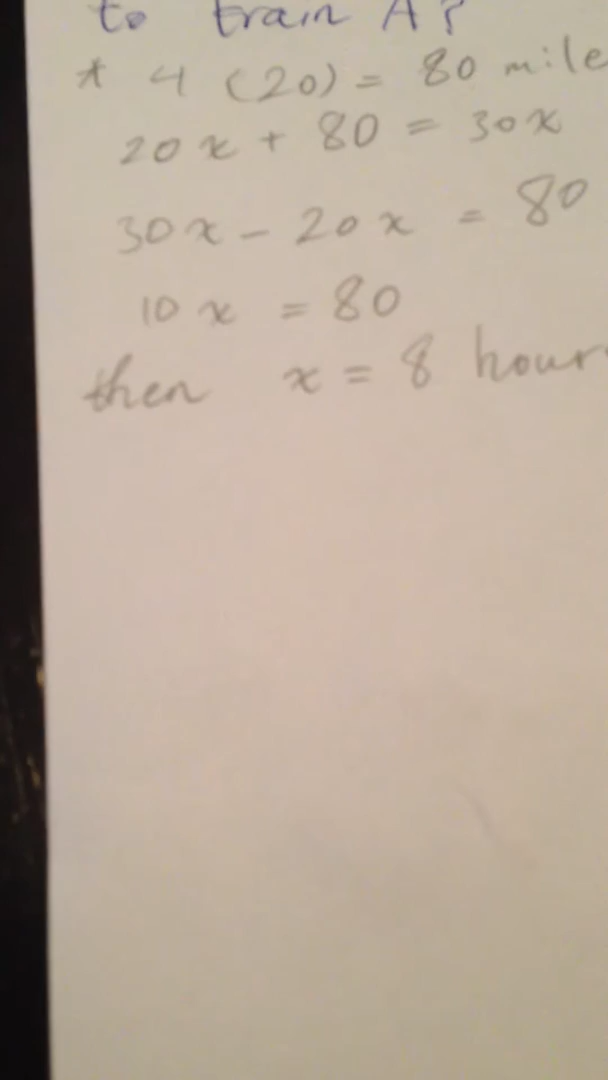 to train A?
* 4 (20) = 80 mile
20x + 80 = 30x
30x - 20x = 80
10x = 80
then x = 8 hour